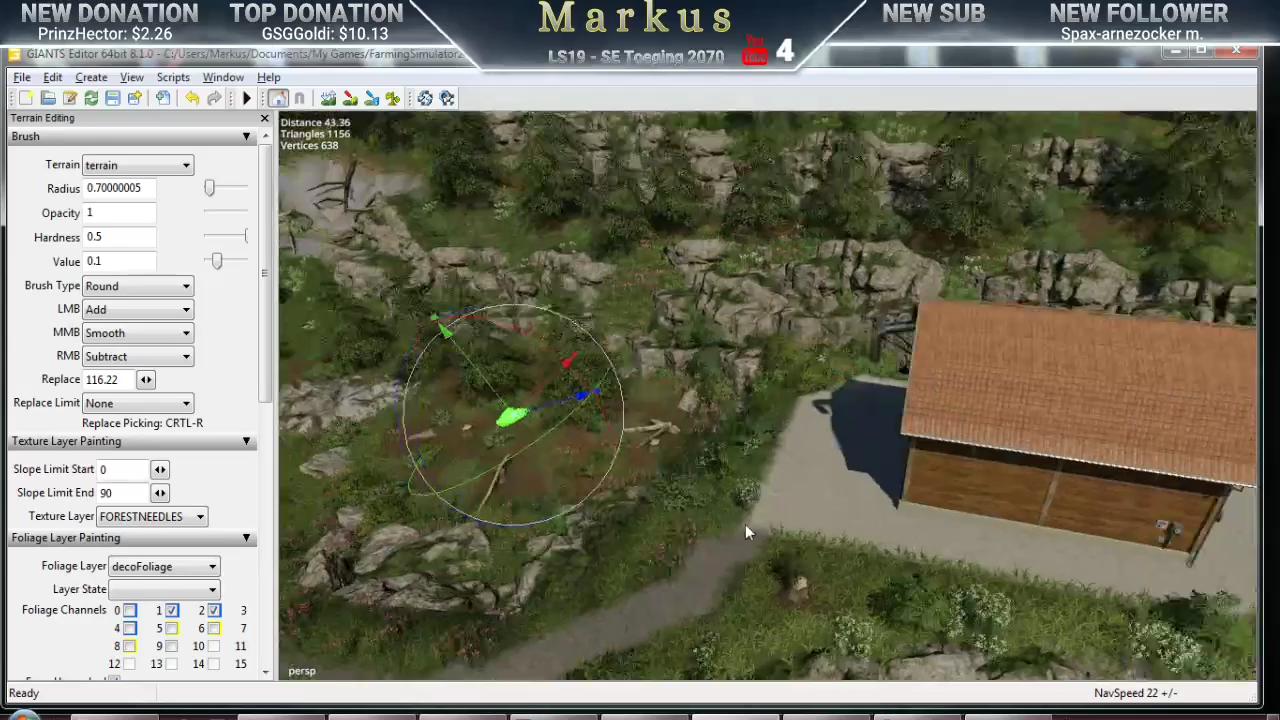 NEW DONATION
PrinzHector: $2.26
TOP DONATION
GSGGoldi: $10.13
Markus
LS19 - SE Toeging 2070
You Tube
4
NEW SUB
NEW FOLLOWER
Spax-arnezocker m.
GIANTS Editor 64bit 8.1.0 - C:/Users/Markus/Documents/My Games/FarmingSimulator2
File Edit Create View Scripts Window Help
Terrain Editing
Brush
Terrain terrain
Radius 0.70000005
Opacity 1
Hardness 0.5
Value 0.1
Brush Type Round
LMB Add
MMB Smooth
RMB Subtract
Replace 116.22
Replace Limit None
Replace Picking: CRTL-R
Texture Layer Painting
Slope Limit Start 0
Slope Limit End 90
Texture Layer FORESTNEEDLES
Foliage Layer Painting
Foliage Layer decoFoliage
Layer State
Foliage Channels 0 1 2 3
4 5 6 7
8 9 10 11
12 13 14 15
Distance 43.36
Triangles 1156
Vertices 638
persp
Ready
NavSpeed 22 +/-